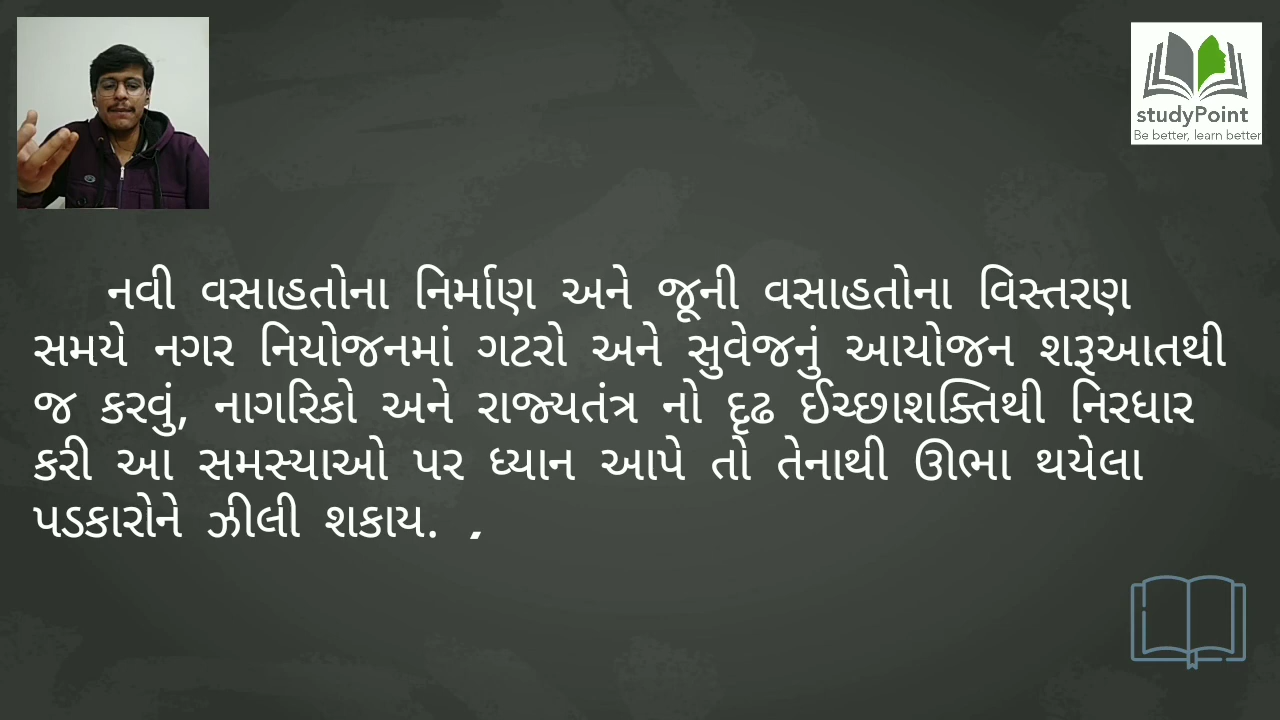 studyPoint
Be better, learn better
નવી વસાહતોના નિર્માણ અને જૂની વસાહતોના વિસ્તરણ
સમયે નગર નિયોજનમાં ગટરો અને સુવેજનું આયોજન શરૂઆતથી
જ કરવું, નાગરિકો અને રાજ્યતંત્ર નો દૃઢ ઈચ્છાશક્તિથી નિરધાર
કરી આ સમસ્યાઓ પર ધ્યાન આપે તો તેનાથી ઊભા થયેલા
પડકારોને ઝીલી શકાય.